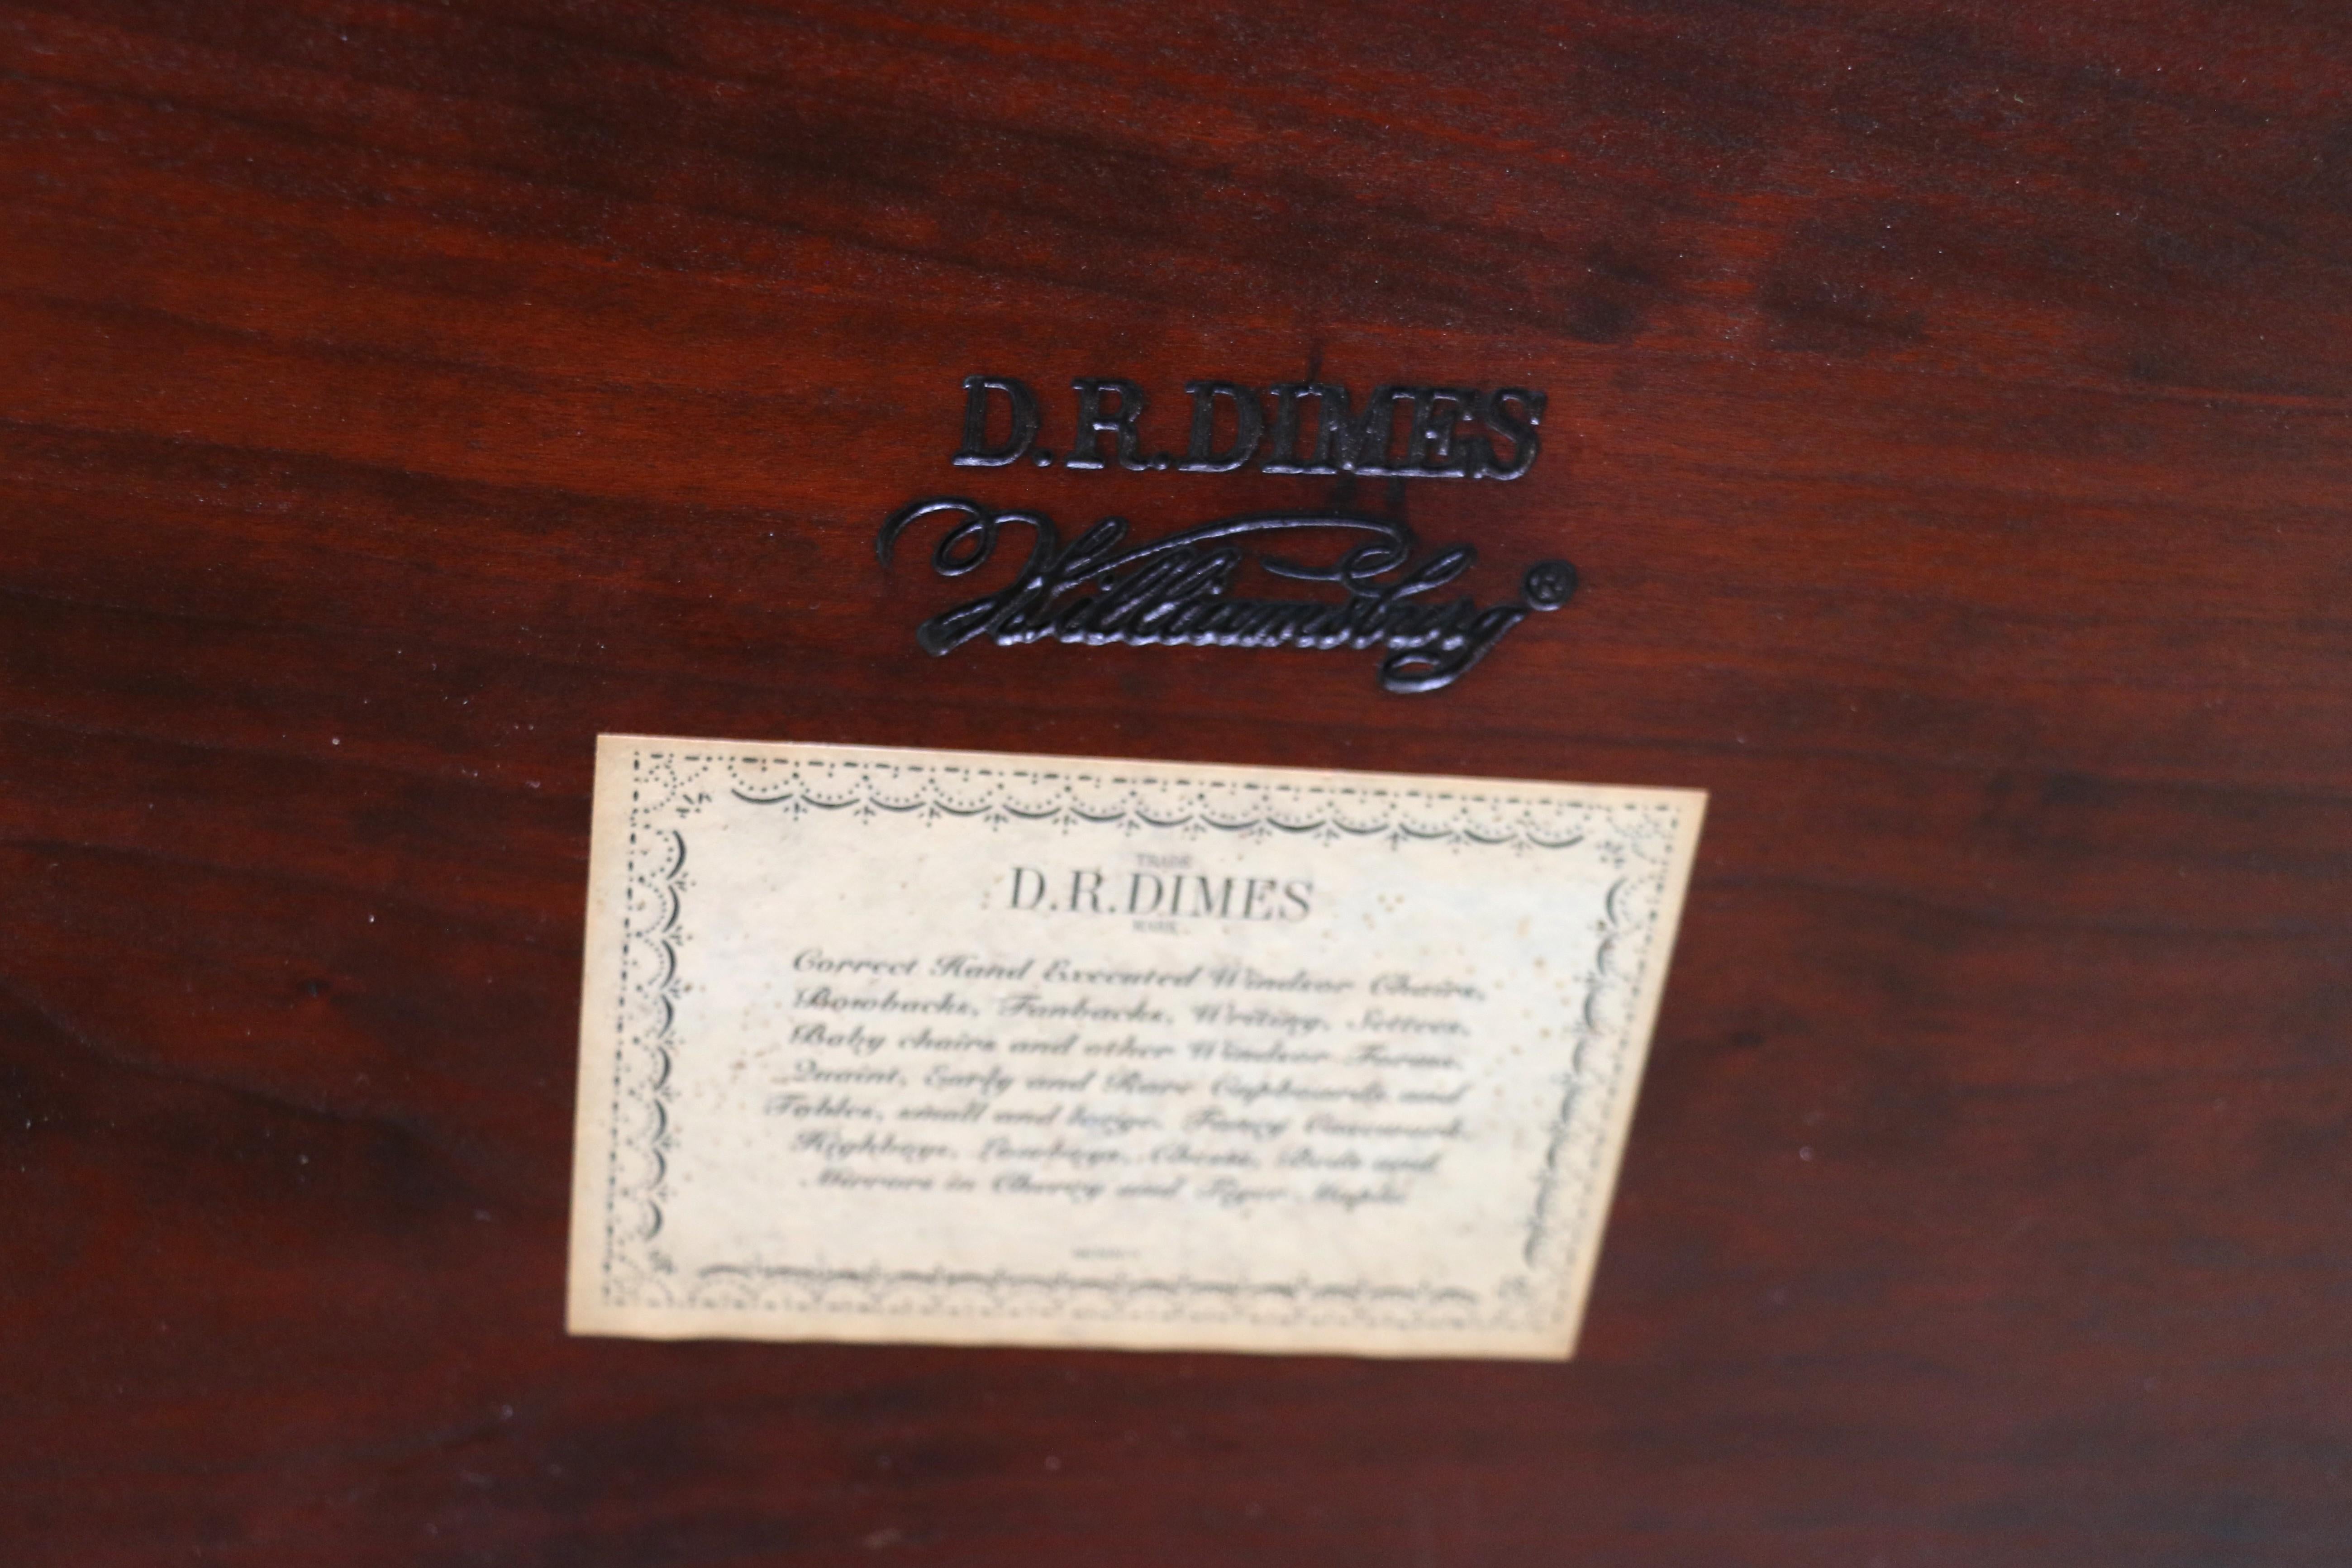 D.R.DIMES
Williamsburg®
TRADE
D.R.DIMES
MARK
Correct Hand Executed Windsor Chairs,
Bowbacks, Fanbacks, Writing, Settees,
Baby chairs and other Windsor Forms.
Quaint, Early and Rare Cupboards and
Tables, small and large. Fancy Casework,
Highboys, Lowboys, Chests, Beds and
Mirrors in Cherry and Tiger Maple